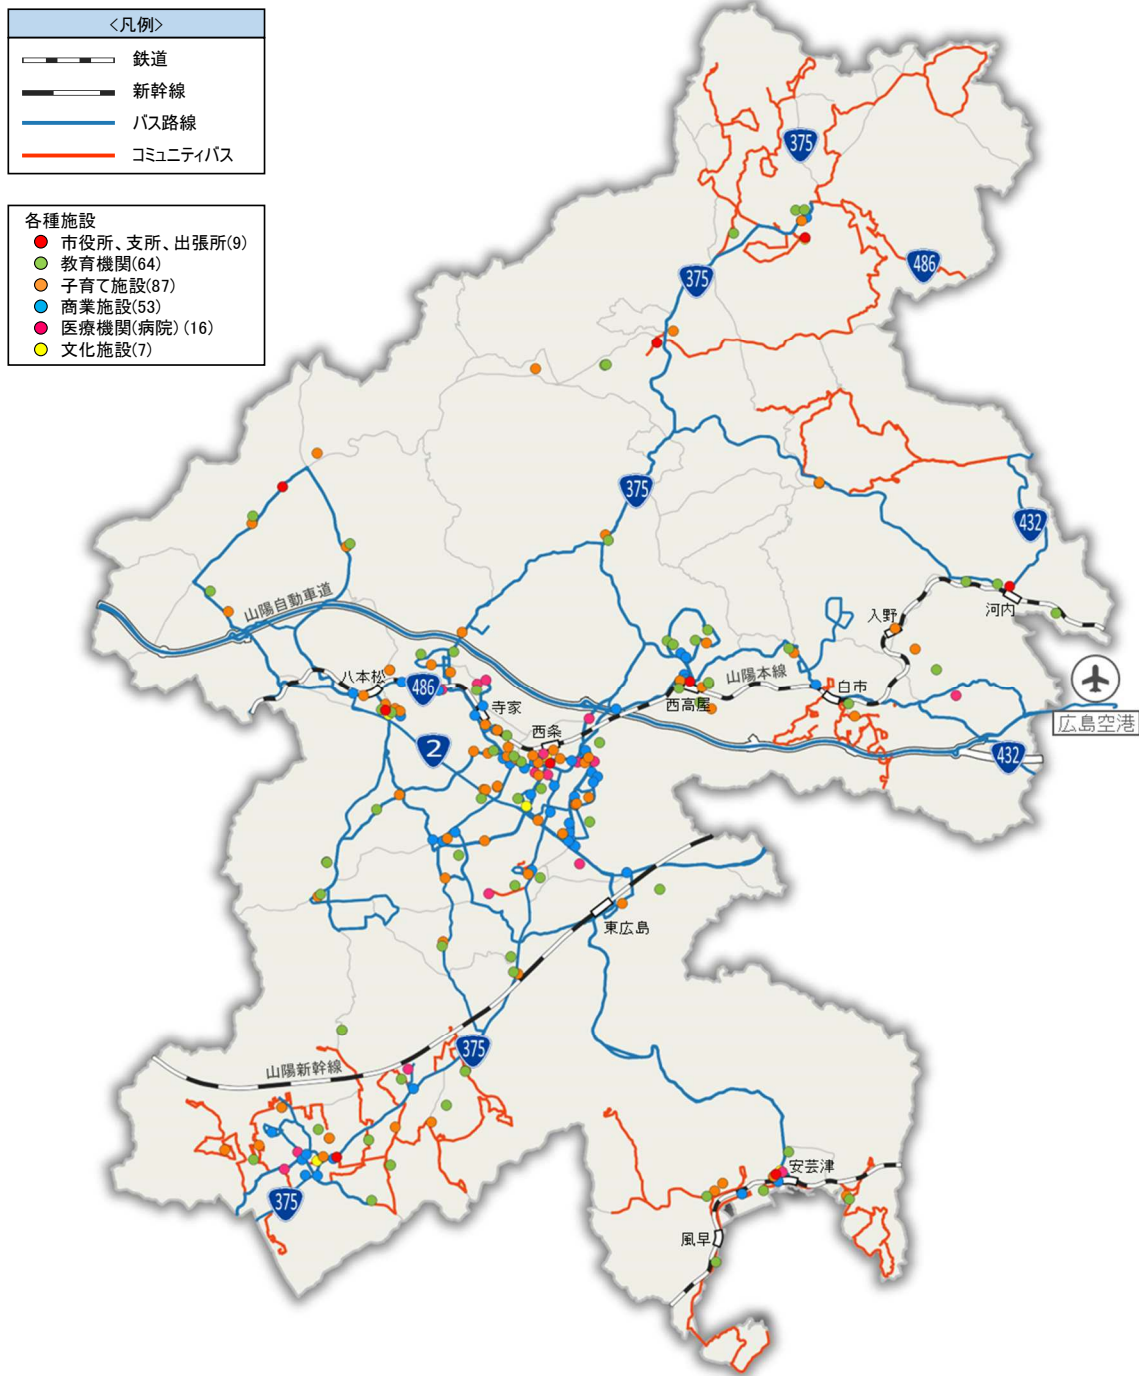 <凡例>
鉄道
新幹線
バス路線
コミュニティバス
各種施設
市役所、支所、出張所(9)
教育機関(64)
子育て施設(87)
商業施設(53)
医療機関(病院) (16)
文化施設(7)
375
486
375
375
432
山陽自動車道
入野
河内
八本松
486
寺家
西条
西高屋
山陽本線
白市
広島空港
2
432
東広島
375
山陽新幹線
375
安芸津
風早